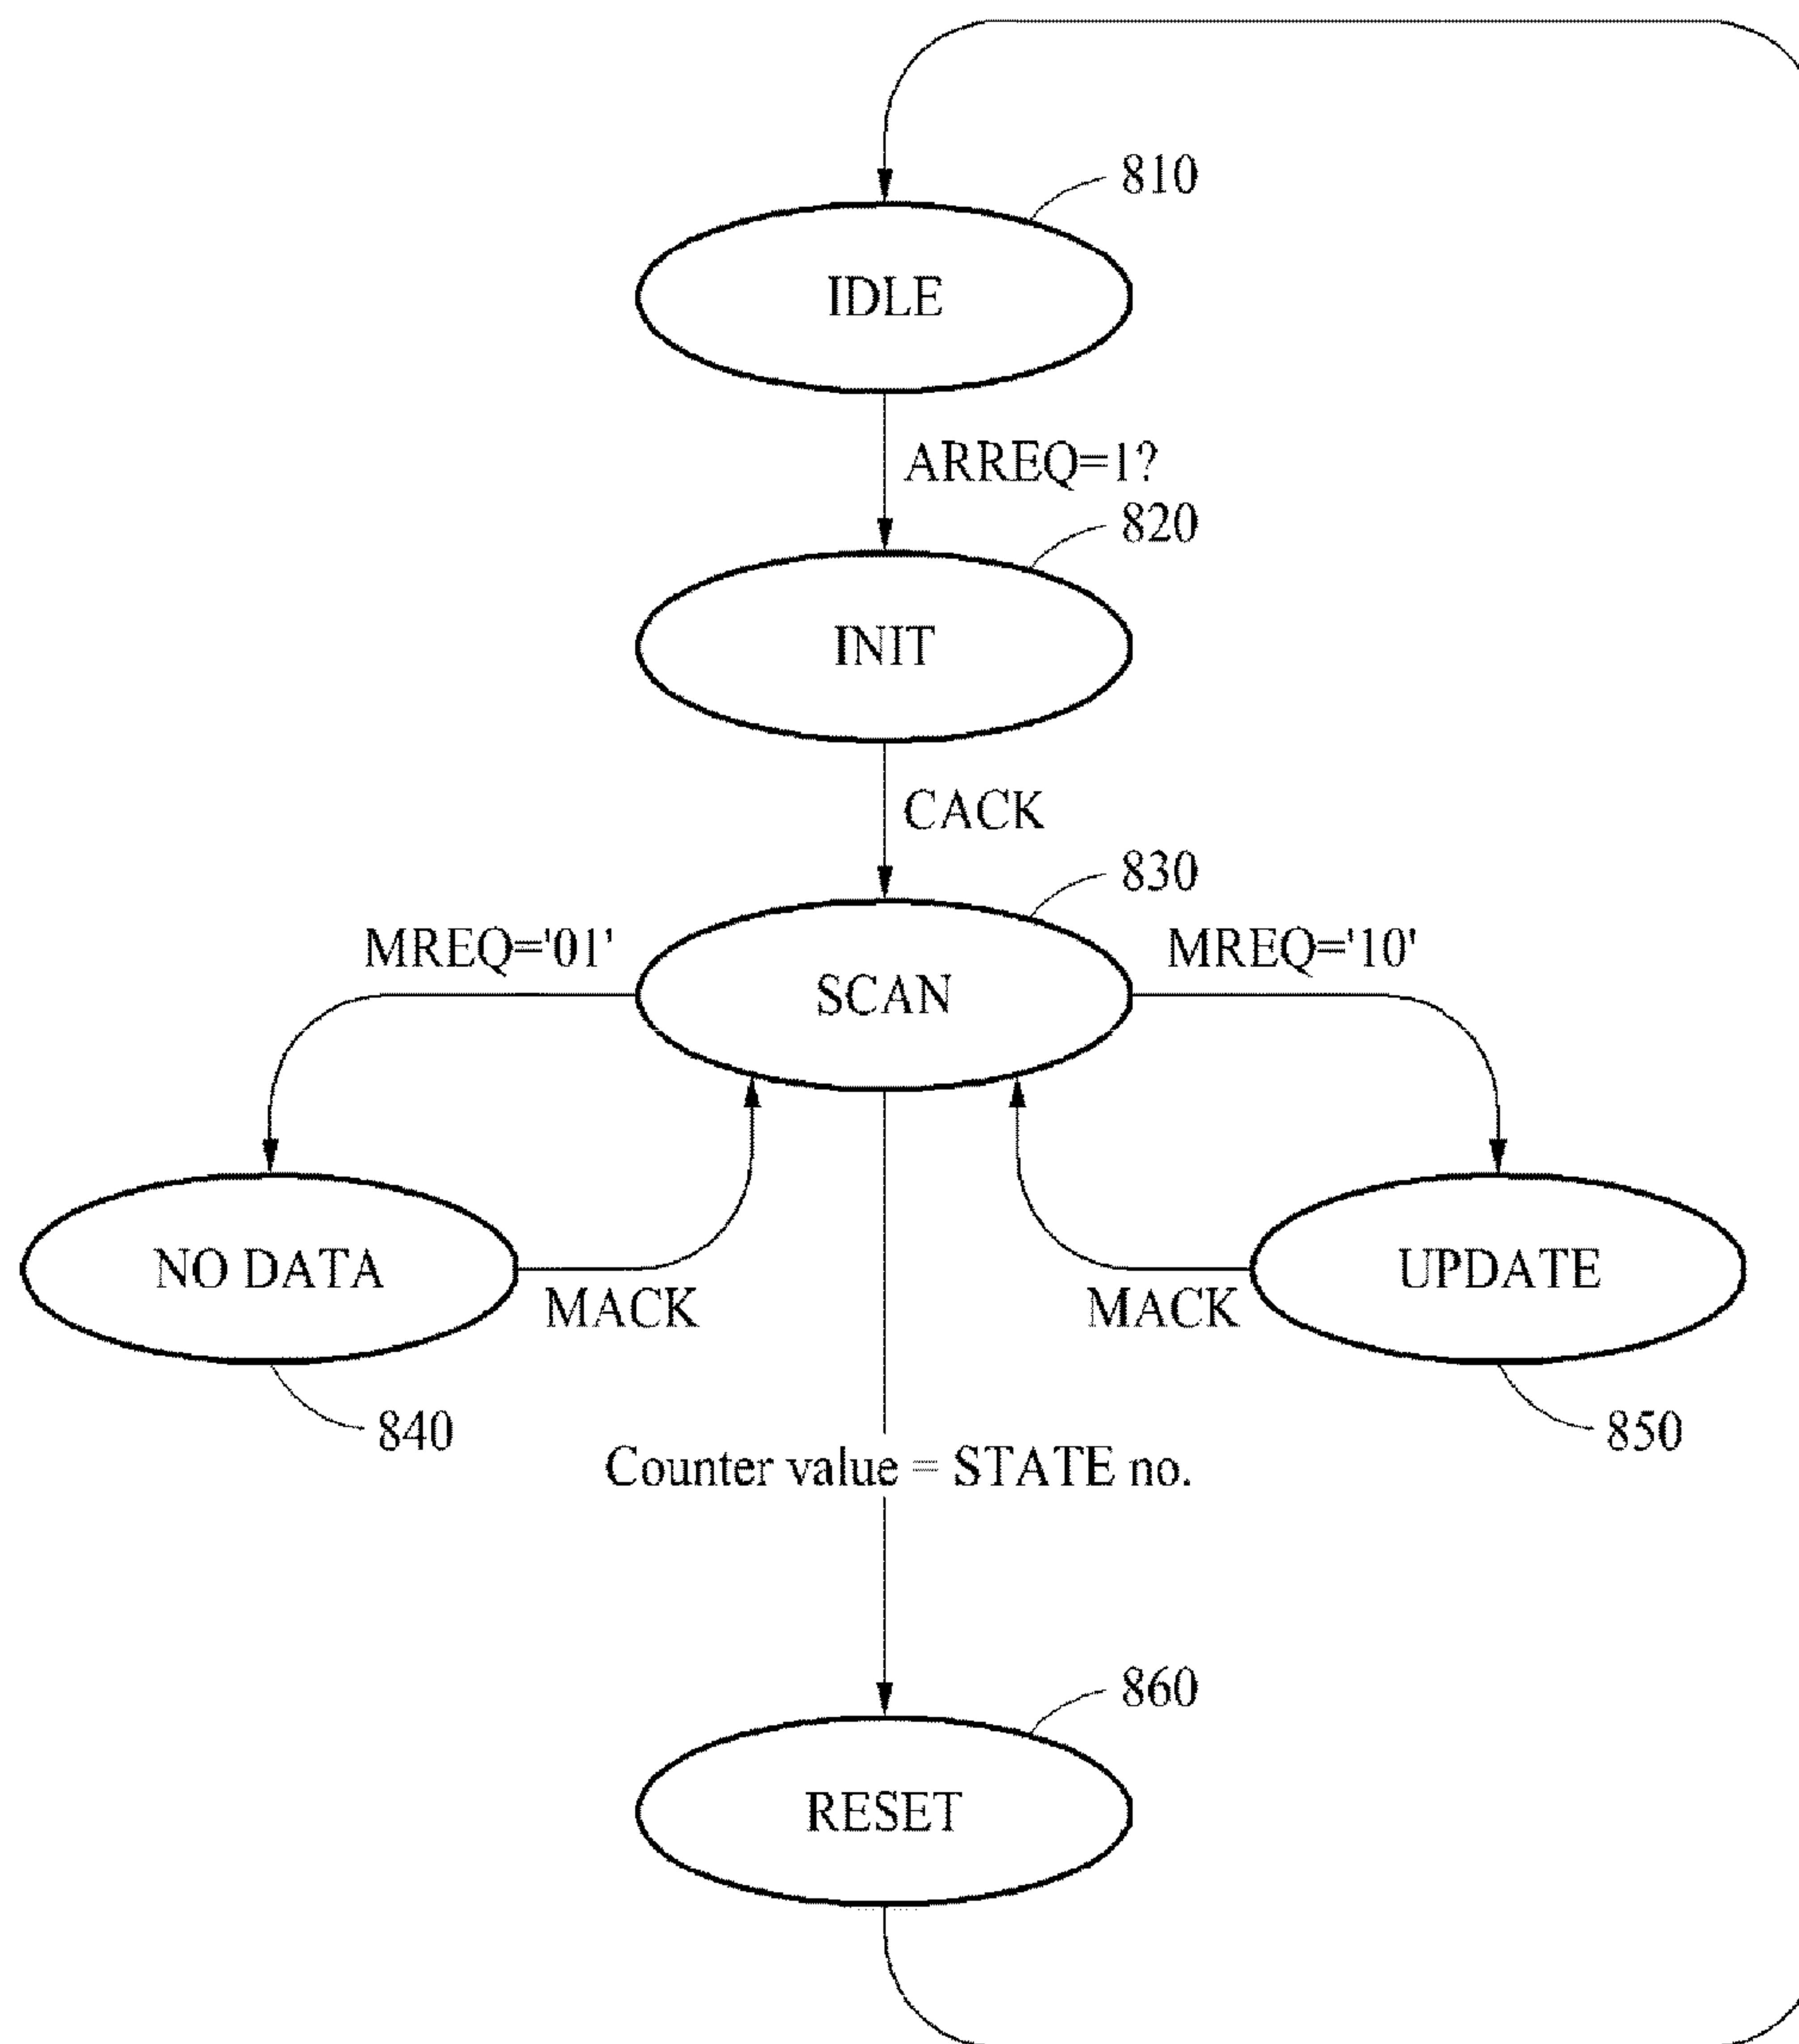 810
IDLE
ARREQ=1?
820
INIT
CACK
830
MREQ='01'
SCAN
MREQ='10'
NO DATA
MACK
MACK
UPDATE
840
850
Counter value = STATE no.
860
RESET